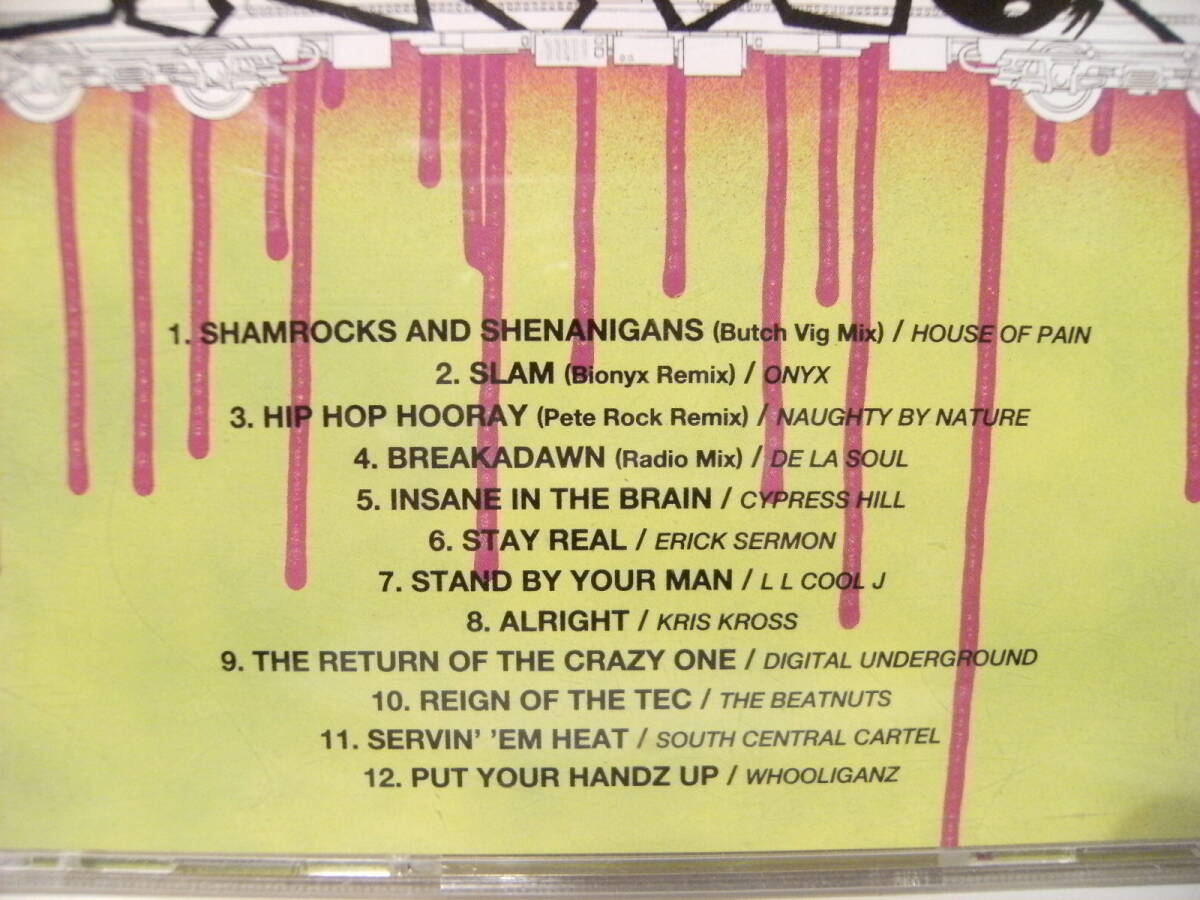 1. SHAMROCKS AND SHENANIGANS (Butch Vig Mix) / HOUSE OF PAIN
2. SLAM (Bionyx Remix) / ONYX
3. HIP HOP HOORAY (Pete Rock Remix) / NAUGHTY BY NATURE
4. BREAKADAWN (Radio Mix) / DE LA SOUL
5. INSANE IN THE BRAIN / CYPRESS HILL
6. STAY REAL / ERICK SERMON
7. STAND BY YOUR MAN / L L COOL J
8. ALRIGHT / KRIS KROSS
9. THE RETURN OF THE CRAZY ONE / DIGITAL UNDERGROUND
10. REIGN OF THE TEC / THE BEATNUTS
11. SERVIN' 'EM HEAT / SOUTH CENTRAL CARTEL
12. PUT YOUR HANDZ UP / WHOOLIGANZ